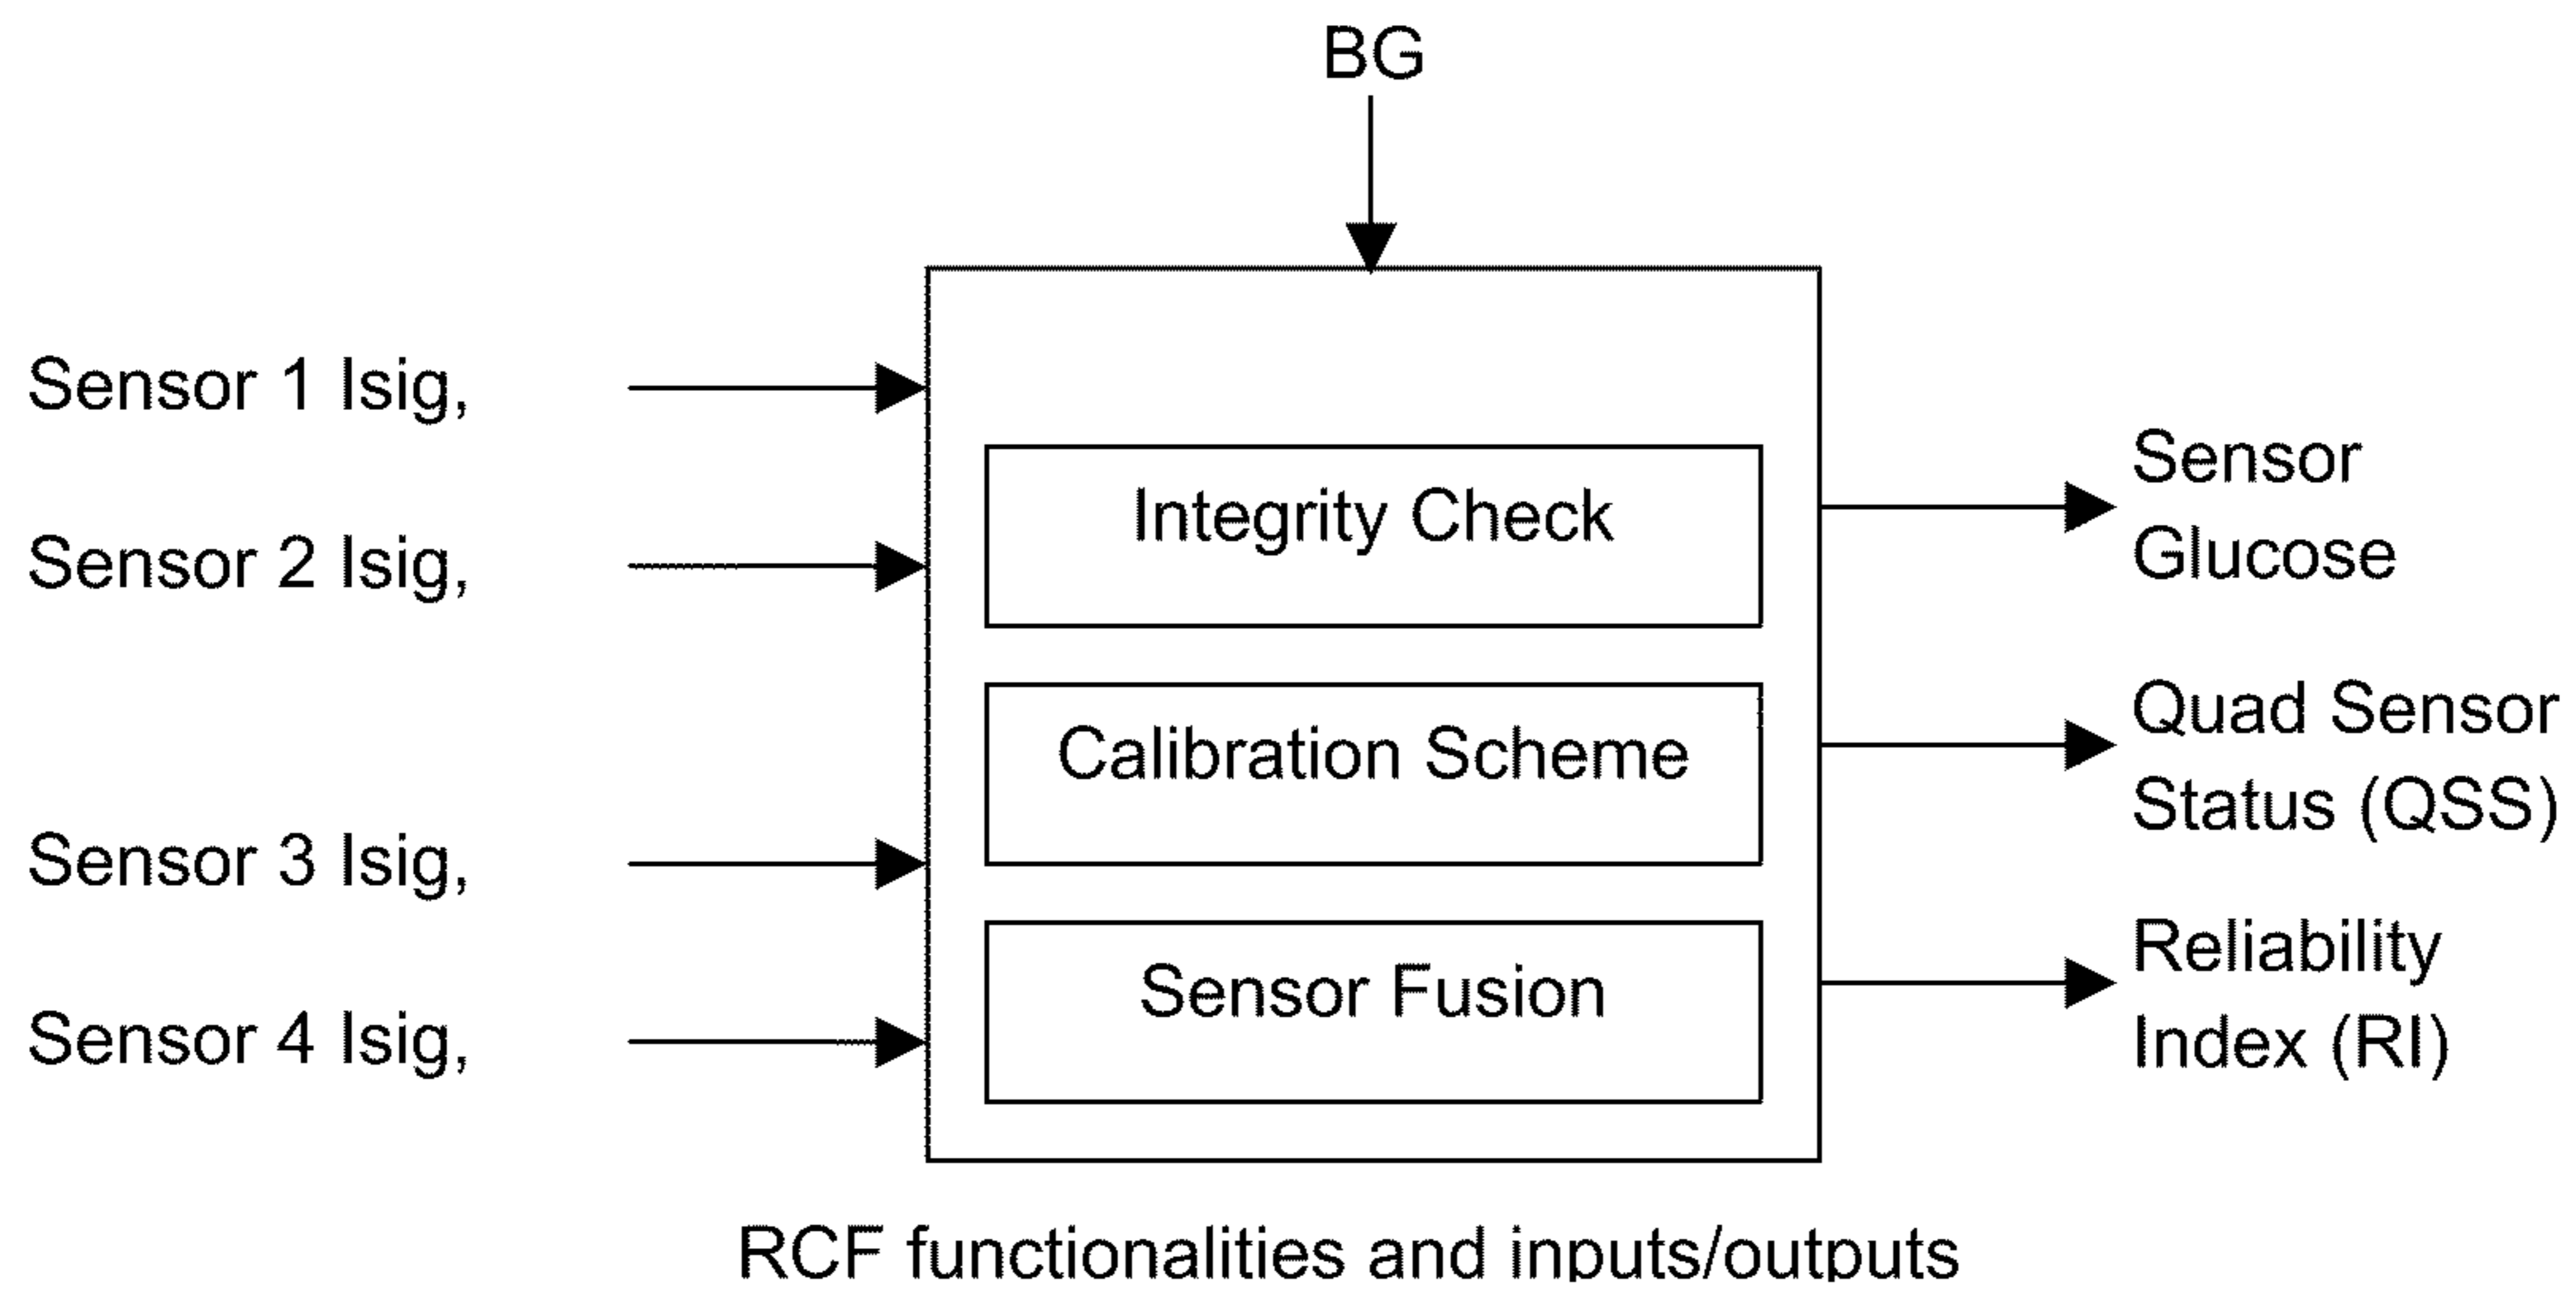 BG
Sensor 1 Isig,
Sensor 2 Isig,
Sensor 3 Isig,
Sensor 4 Isig,
Integrity Check
Calibration Scheme
Sensor Fusion
Sensor
Glucose
Quad Sensor
Status (QSS)
Reliability
Index (RI)
RCF functionalities and inputs/outputs